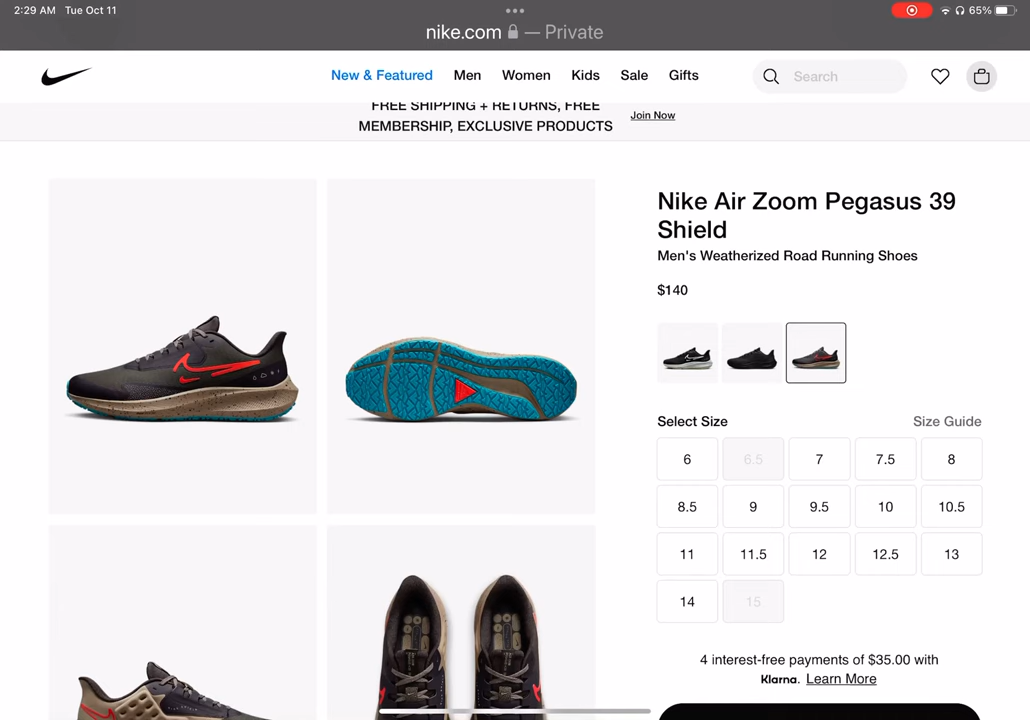 2:29 AM Tue Oct 11
65%
nike.com — Private
New & Featured Men Women Kids Sale Gifts
Search
FREE SHIPPING + RETURNS, FREE
MEMBERSHIP, EXCLUSIVE PRODUCTS
Join Now
Nike Air Zoom Pegasus 39
Shield
Men's Weatherized Road Running Shoes
$140
Select Size Size Guide
6 6.5 7 7.5 8
8.5 9 9.5 10 10.5
11 11.5 12 12.5 13
14 15
4 interest-free payments of $35.00 with
Klarna. Learn More